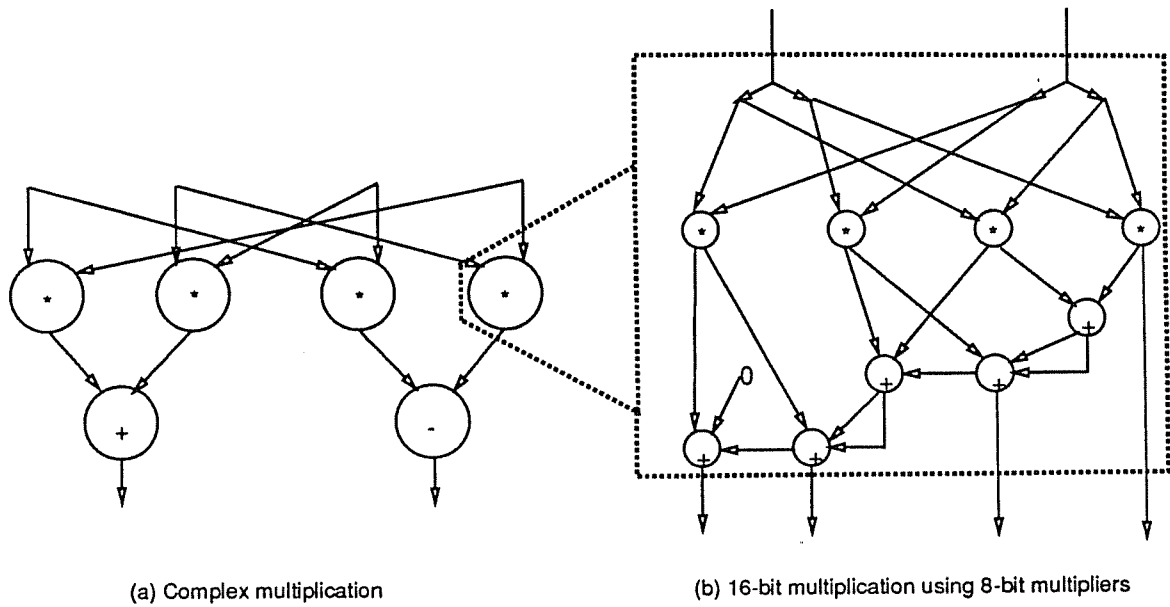 * * * *
* * * *
+
0
+ +
+ -
+ +
(a) Complex multiplication
(b) 16-bit multiplication using 8-bit multipliers